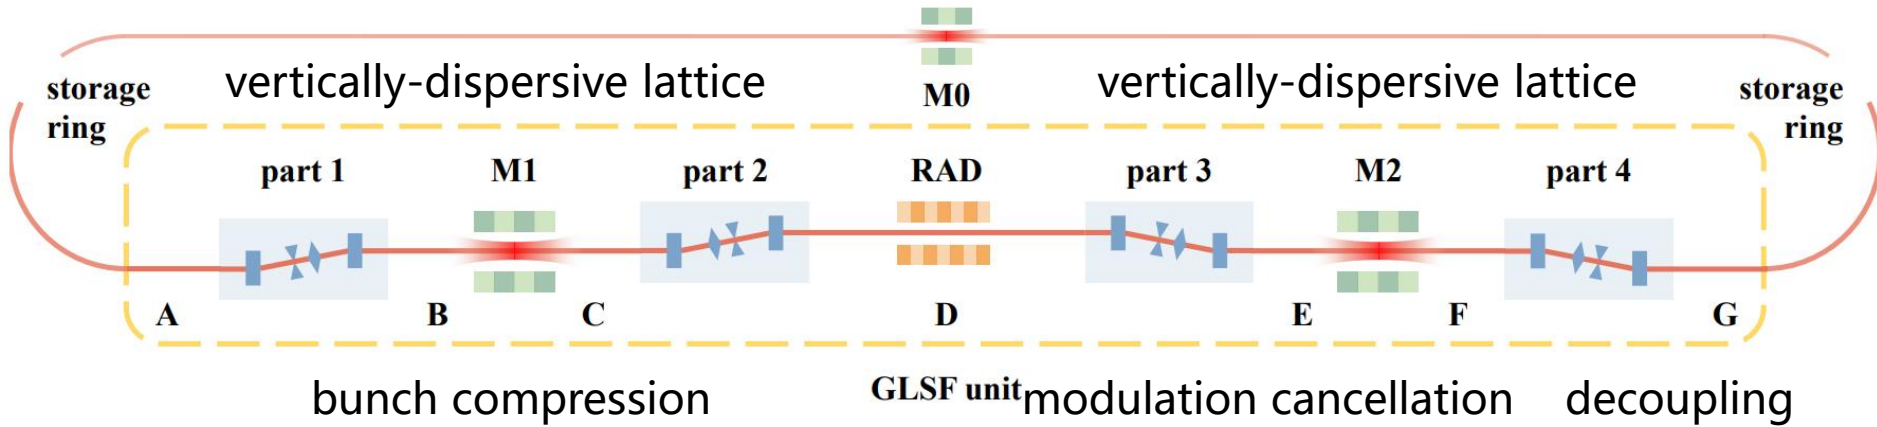 vertically-dispersive lattice
vertically-dispersive lattice
storage
ring
M0
storage
ring
part 1
M1
part 2
RAD
part 3
M2
part 4
A
B
C
D
E
F
G
bunch compression
GLSF unit
modulation cancellation
decoupling